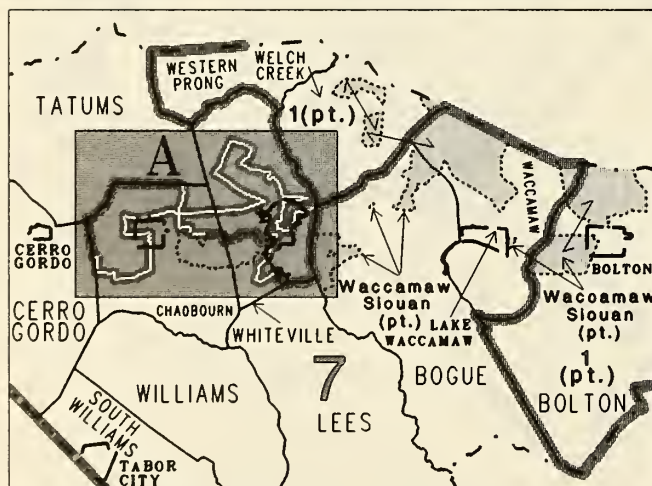 WESTERN
PRONG
WELCH
CREEK
TATUMS
1(pt.)
A
WACCAMAW
CERRO
GORDO
BOLTON
Waccamaw
Siouan
(pt.)
LAKE
WACCAMAW
Wacoamaw
Siouan
(pt.)
CERRO
GORDO
CHAOBOURN
WHITEVILLE
7
BOGUE
1
(pt.)
WILLIAMS
LEES
BOLTON
SOUTH
WILLIAMS
TABOR
CITY